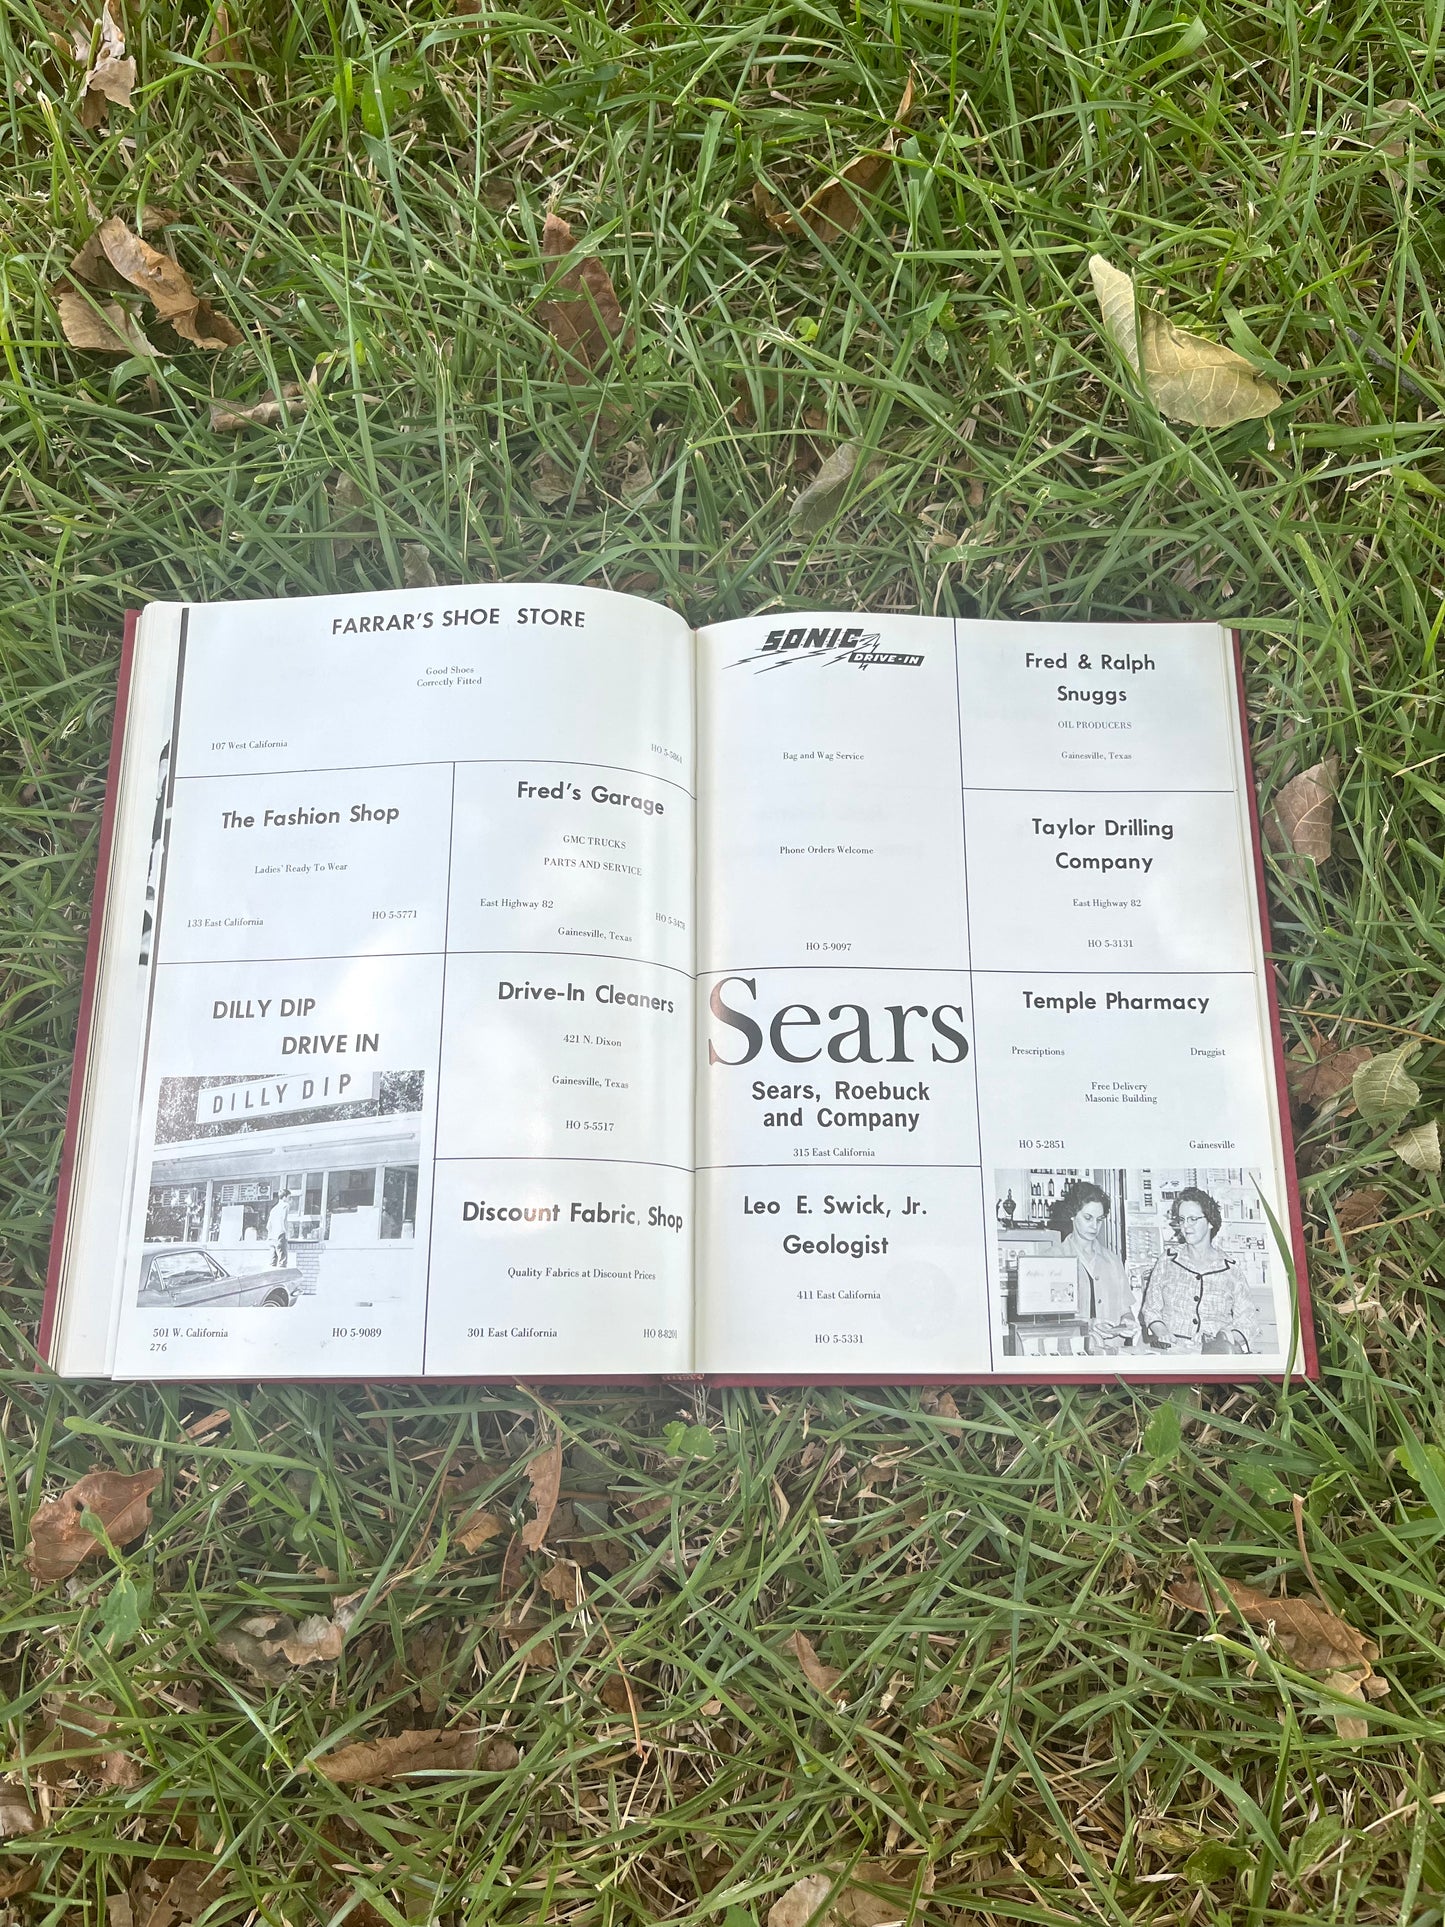 FARRAR'S SHOE STORE
Good Shoes
Correctly Fitted
107 West California
HO 5-5864
The Fashion Shop
Ladies' Ready To Wear
133 East California
HO 5-5771
Fred's Garage
GMC TRUCKS
PARTS AND SERVICE
East Highway 82
HO 5-3478
Gainesville, Texas
DILLY DIP
DRIVE IN
DILLY DIP
501 W. California
HO 5-9089
276
Drive-In Cleaners
421 N. Dixon
Gainesville, Texas
HO 5-5517
Discount Fabric. Shop
Quality Fabrics at Discount Prices
301 East California
HO 8-8201
SONIC
DRIVE-IN
Bag and Wag Service
Phone Orders Welcome
HO 5-9097
Sears
Sears, Roebuck
and Company
315 East California
Leo E. Swick, Jr.
Geologist
411 East California
HO 5-5331
Fred & Ralph
Snuggs
OIL PRODUCERS
Gainesville, Texas
Taylor Drilling
Company
East Highway 82
HO 5-3131
Temple Pharmacy
Prescriptions
Druggist
Free Delivery
Masonic Building
HO 5-2851
Gainesville